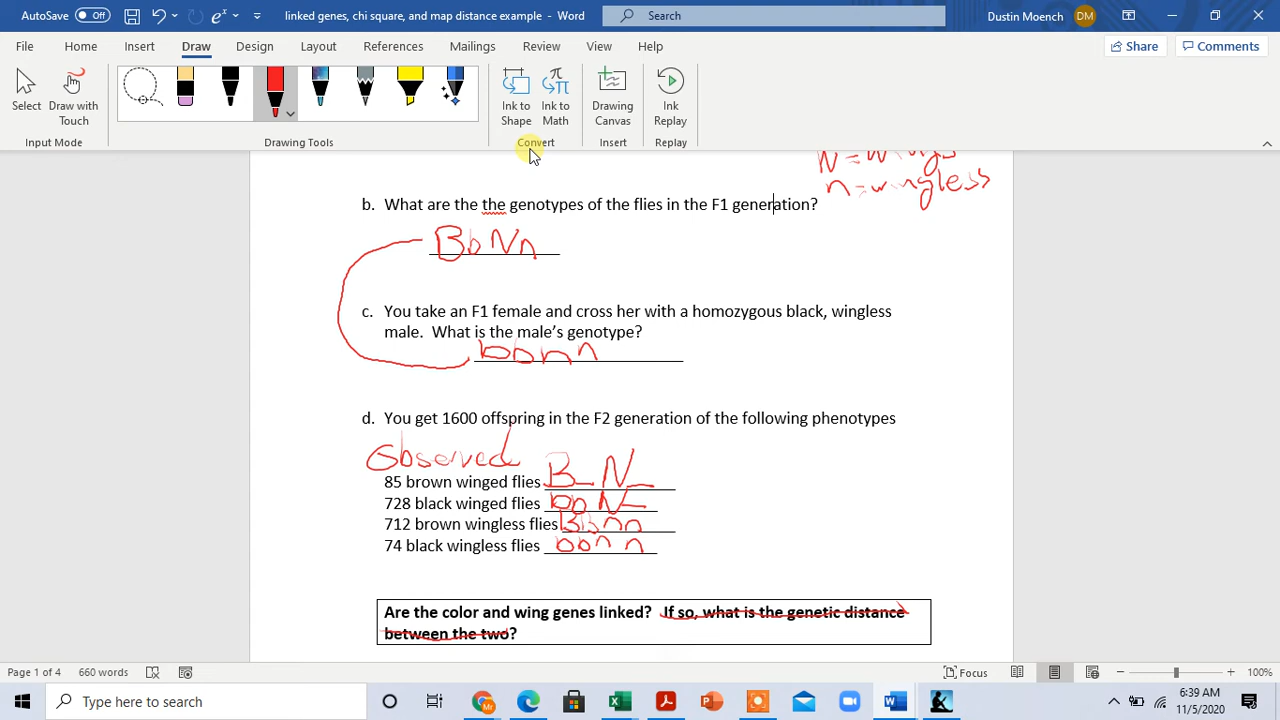 AutoSave Off
linked genes, chi square, and map distance example - Word
Search
Dustin Moench DM
File Home Insert Draw Design Layout References Mailings Review View Help
Share Comments
Select Draw with Touch
Ink to Shape Ink to Math
Drawing Canvas
Ink Replay
Input Mode Drawing Tools Convert Insert Replay
N = wings
n = wingless
b. What are the the genotypes of the flies in the F1 generation?
BbNn
c. You take an F1 female and cross her with a homozygous black, wingless
male. What is the male's genotype?
bbnn
d. You get 1600 offspring in the F2 generation of the following phenotypes
Observed
85 brown winged flies B_N_
728 black winged flies bbN_
712 brown wingless flies Bbnn
74 black wingless flies bbnn
Are the color and wing genes linked? If so, what is the genetic distance
between the two?
Page 1 of 4 660 words Focus 100%
Type here to search
6:39 AM
11/5/2020